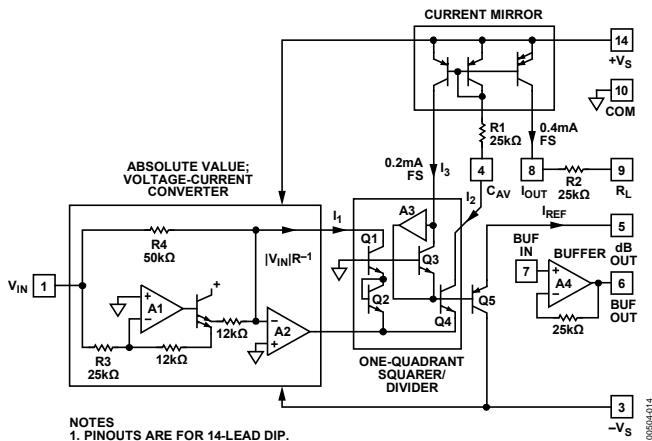 CURRENT MIRROR
14
+VS
10
COM
R1
25kΩ
0.4mA
FS
ABSOLUTE VALUE;
VOLTAGE-CURRENT
CONVERTER
0.2mA
FS
I3
4
CAV
8
IOUT
R2
25kΩ
9
RL
I2
IREF
5
dB
OUT
R4
50kΩ
I1
|VIN|R–1
A3
Q1
Q3
Q2
Q4
Q5
BUF
IN
7
BUFFER
A4
6
BUF
OUT
25kΩ
VIN
1
+
+
–
A1
12kΩ
–
+
A2
R3
25kΩ
12kΩ
+
–
ONE-QUADRANT
SQUARER/
DIVIDER
3
–VS
NOTES
1. PINOUTS ARE FOR 14-LEAD DIP.
00504-014